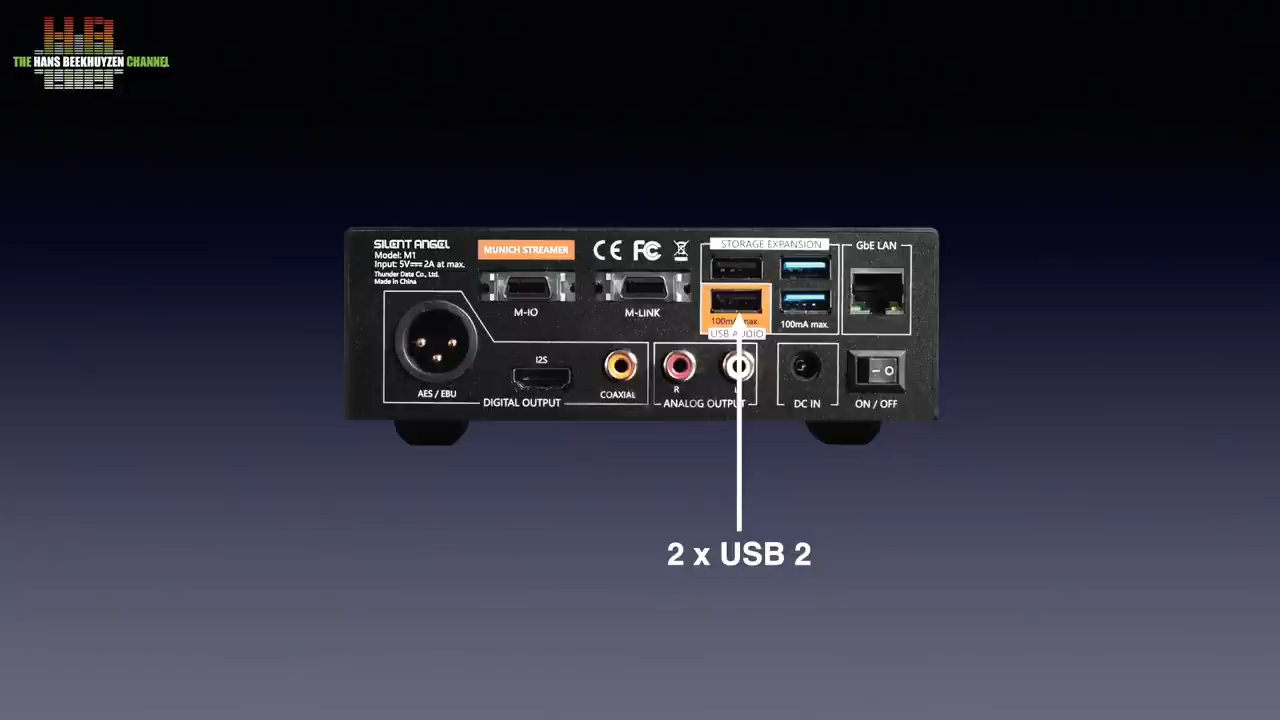 THE HANS BEEKHUYZEN CHANNEL
SILENT ANGEL
Model: M1
Input: 5V⎓2A at max.
Thunder Data Co., Ltd.
Made in China
MUNICH STREAMER
CE FC
M-IO
M-LINK
STORAGE EXPANSION
100mA max.
USB AUDIO
100mA max.
GbE LAN
AES / EBU
I2S
COAXIAL
DIGITAL OUTPUT
R
L
ANALOG OUTPUT
DC IN
– O
ON / OFF
2 x USB 2